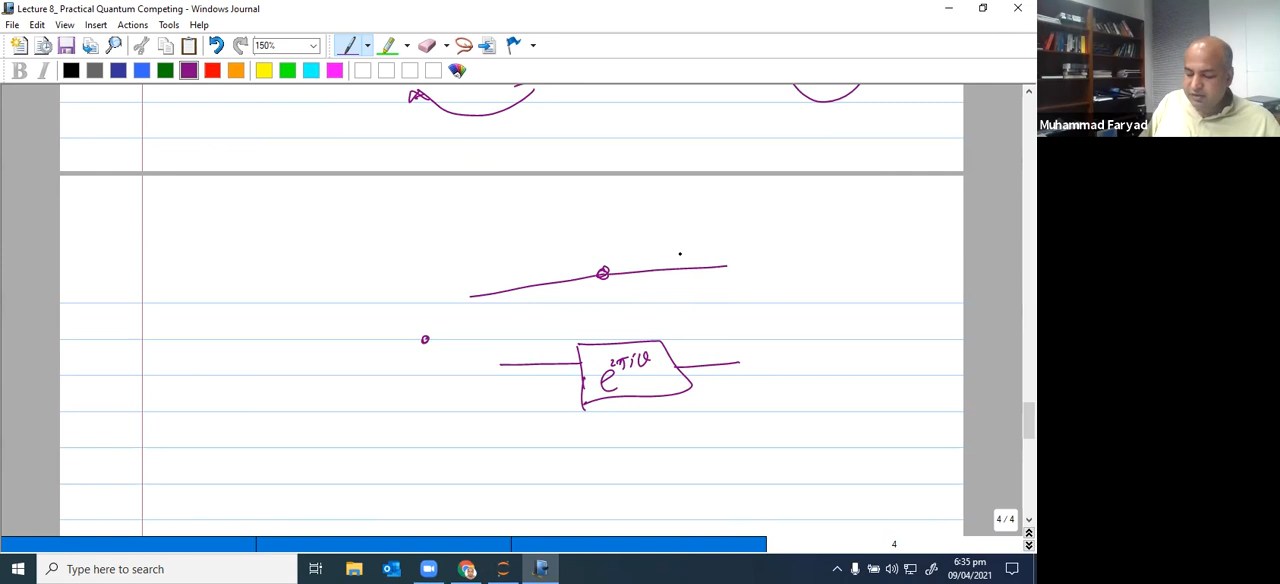 Lecture 8_ Practical Quantum Competing - Windows Journal
File Edit View Insert Actions Tools Help
150%
B I
Muhammad Faryad
e^{2πiθ}
4 / 4
4
Type here to search
6:35 pm
09/04/2021